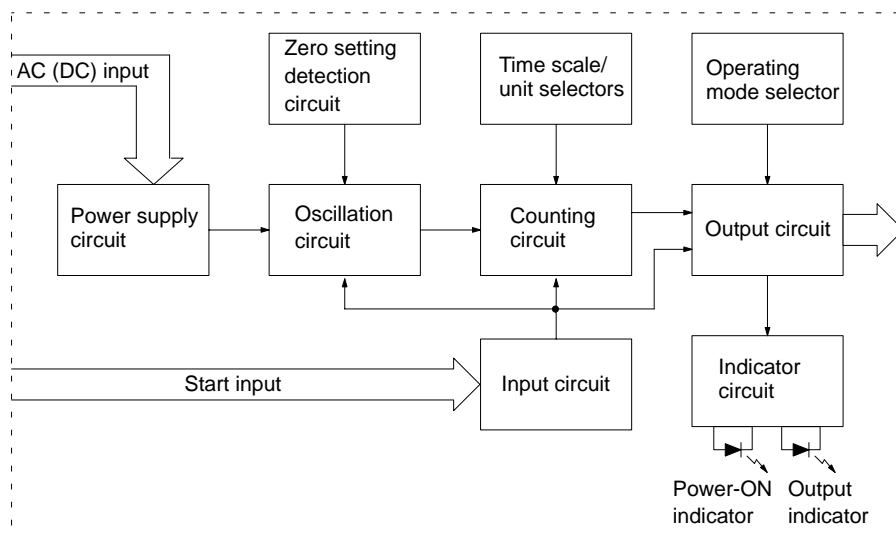 AC (DC) input
Zero setting
detection
circuit
Time scale/
unit selectors
Operating
mode selector
Power supply
circuit
Oscillation
circuit
Counting
circuit
Output circuit
Start input
Input circuit
Indicator
circuit
Power-ON
indicator
Output
indicator